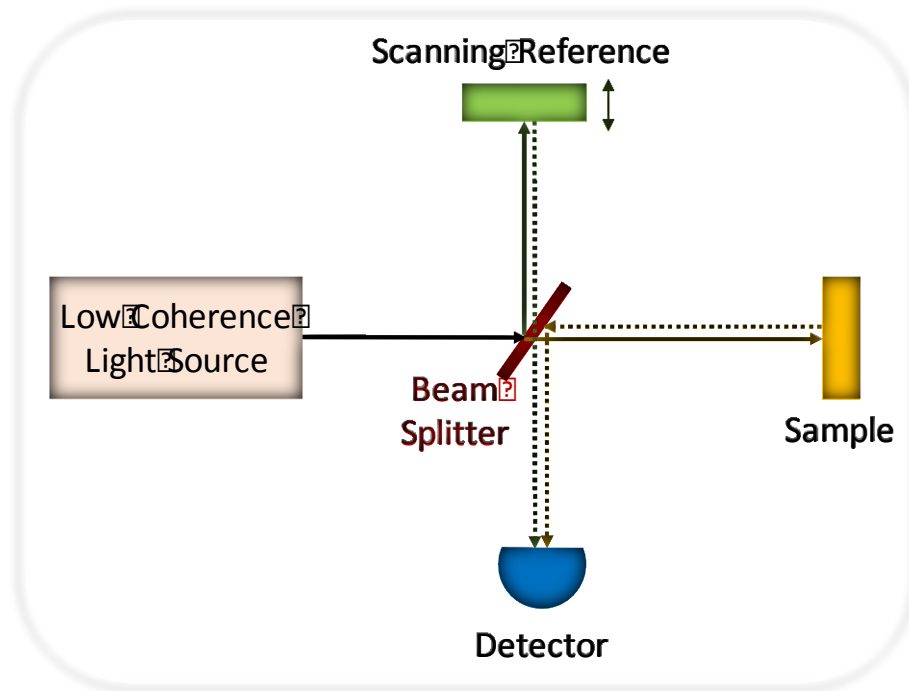 Scanning⍰Reference
Low⍰Coherence⍰
Light⍰Source
Beam⍰
Splitter
Sample
Detector